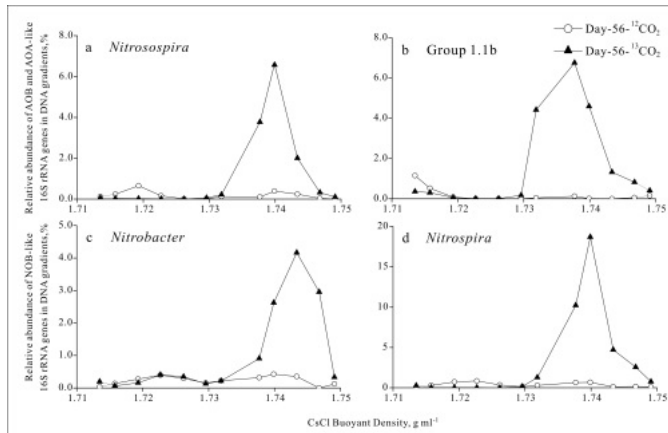 Day-56-¹²CO₂
Day-56-¹³CO₂
a Nitrosospira
b Group 1.1b
Relative abundance of AOB and AOA-like
16S rRNA genes in DNA gradients,%
8.0
6.0
4.0
2.0
0.0
1.71 1.72 1.73 1.74 1.75
8.0
6.0
4.0
2.0
0.0
1.71 1.72 1.73 1.74 1.75
c Nitrobacter
d Nitrospira
Relative abundance of NOB-like
16S rRNA genes in DNA gradients,%
5.0
4.0
3.0
2.0
1.0
0.0
1.71 1.72 1.73 1.74 1.75
20
15
10
5
0
1.71 1.72 1.73 1.74 1.75
CsCl Buoyant Density, g ml⁻¹